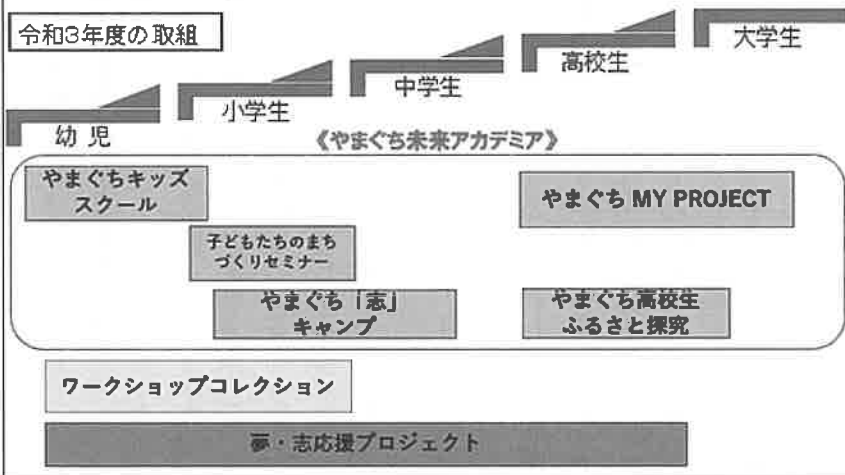 令和3年度の取組
大学生
高校生
中学生
小学生
幼 児
《やまぐち未来アカデミア》
やまぐちキッズ
スクール
やまぐち MY PROJECT
子どもたちのまち
づくりセミナー
やまぐち「志」
キャンプ
やまぐち高校生
ふるさと探究
ワークショップコレクション
夢・志応援プロジェクト